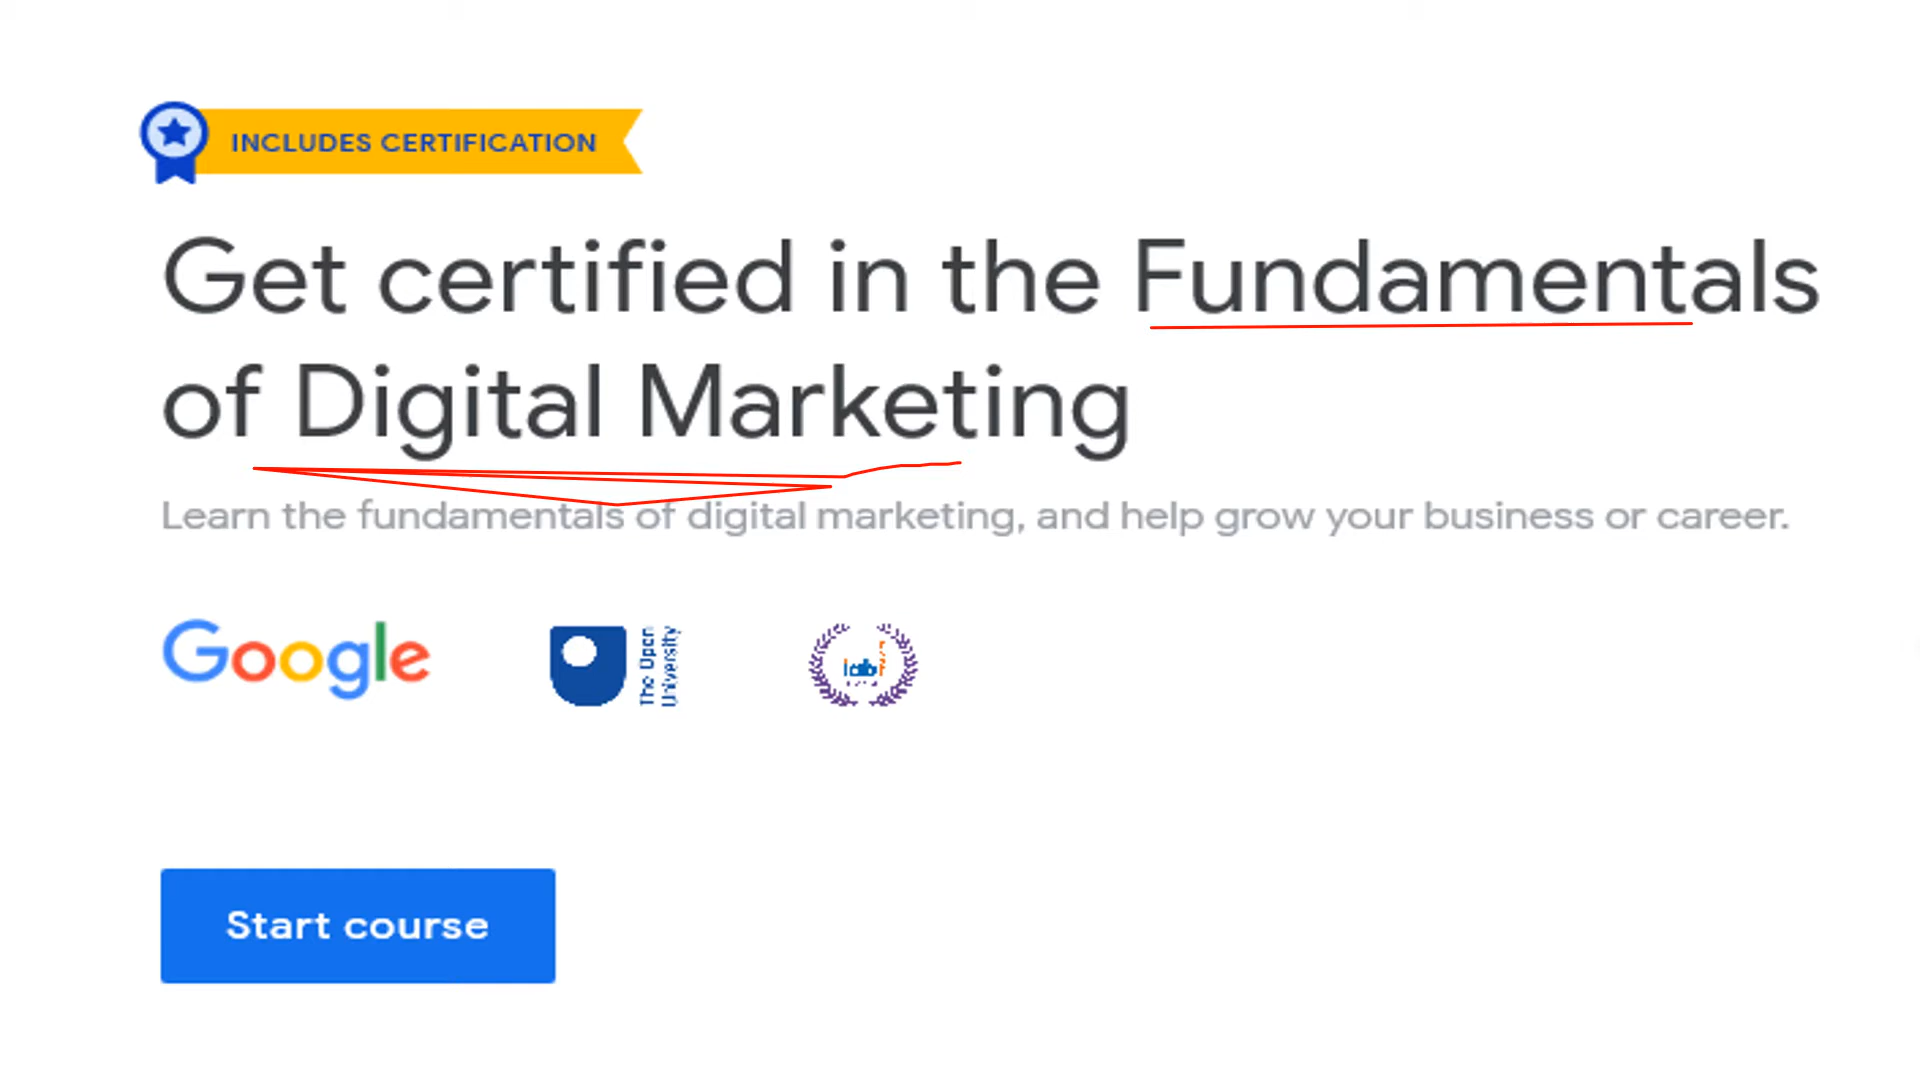 INCLUDES CERTIFICATION
Get certified in the Fundamentals
of Digital Marketing
Learn the fundamentals of digital marketing, and help grow your business or career.
Google
The Open
University
iab
Start course